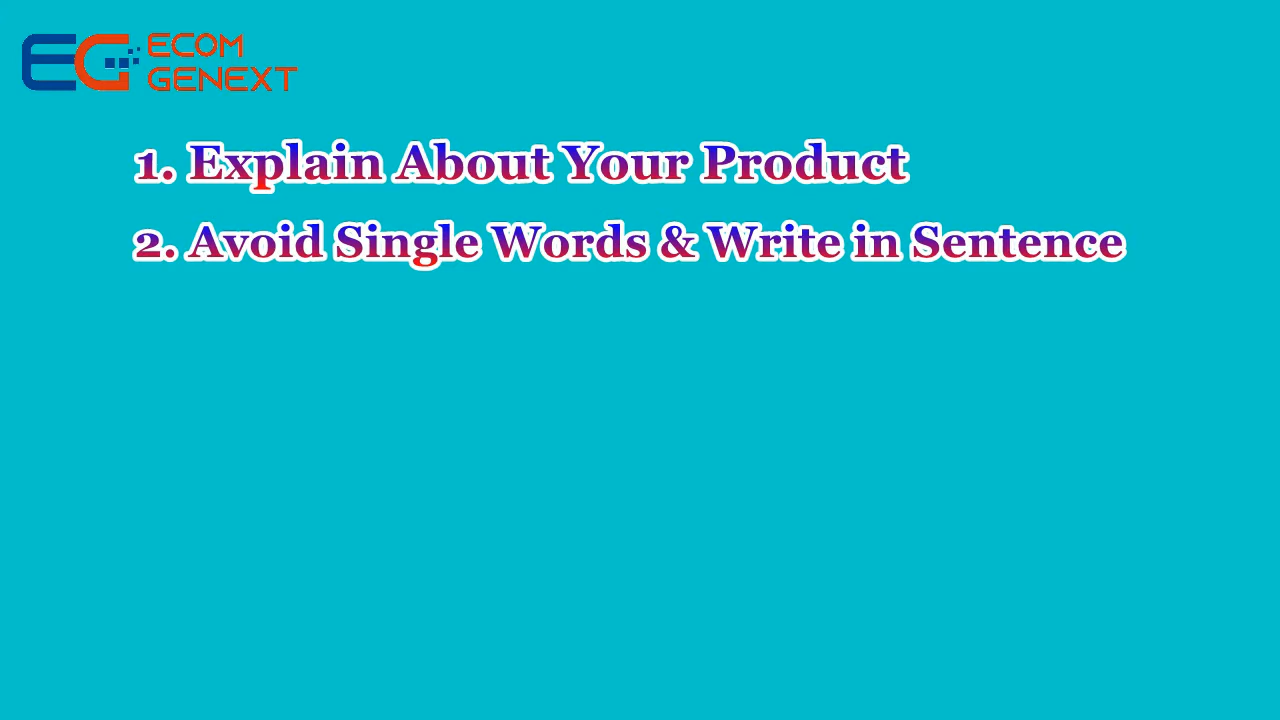 ECOM
GENEXT
1. Explain About Your Product
2. Avoid Single Words & Write in Sentence